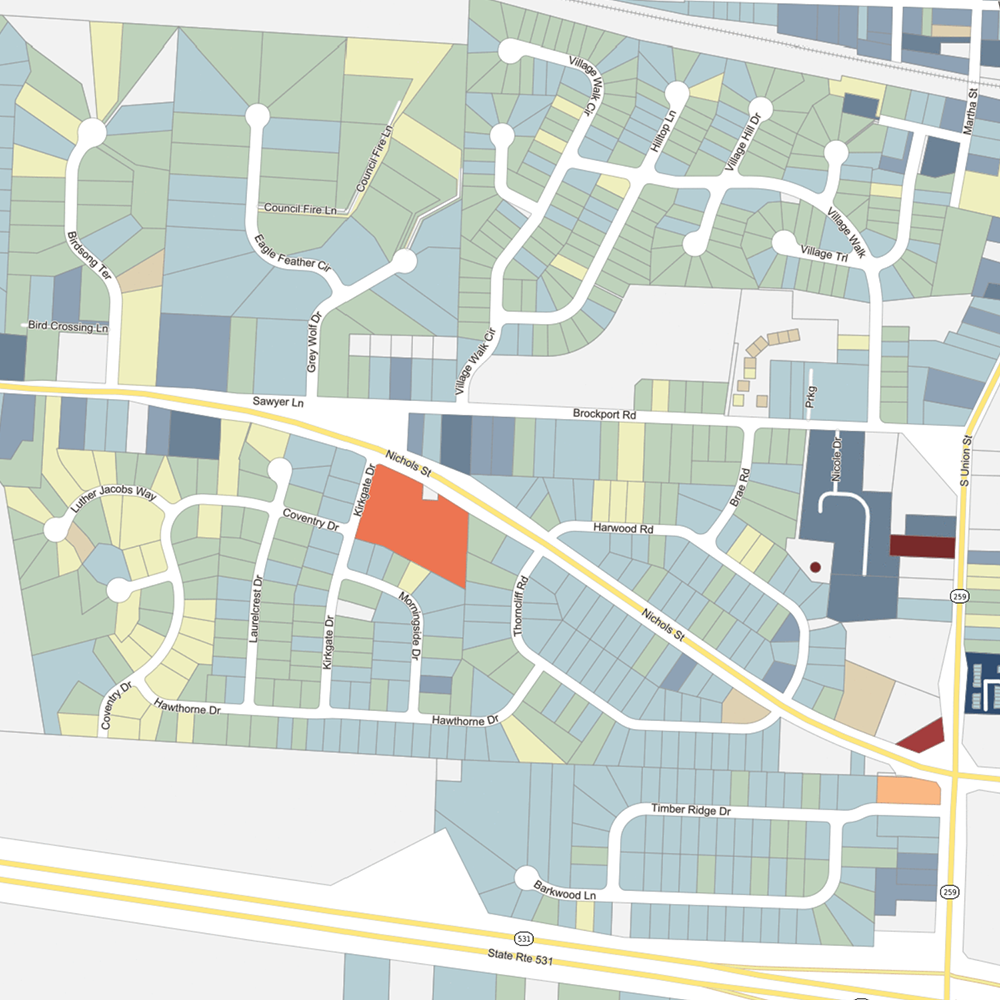 Village Walk Cir
Martha St
Hilltop Ln
Village Hill Dr
Council Fire Ln
Council Fire Ln
Birdsong Ter
Eagle Feather Cir
Village Walk
Village Trl
Bird Crossing Ln
Grey Wolf Dr
Village Walk Cir
Prkg
Sawyer Ln
Brockport Rd
Nichols St
Nicole Dr
S Union St
Luther Jacobs Way
Kirkgate Dr
Brae Rd
Coventry Dr
Harwood Rd
Laurelcrest Dr
Morningside Dr
Thorncliff Rd
259
Kirkgate Dr
Nichols St
Coventry Dr
Hawthorne Dr
Hawthorne Dr
Timber Ridge Dr
Barkwood Ln
259
531
State Rte 531